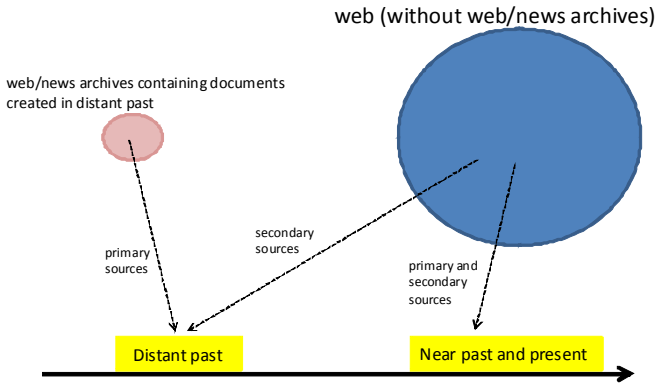 web (without web/news archives)
web/news archives containing documents
created in distant past
secondary
sources
primary
sources
primary and
secondary
sources
Distant past
Near past and present